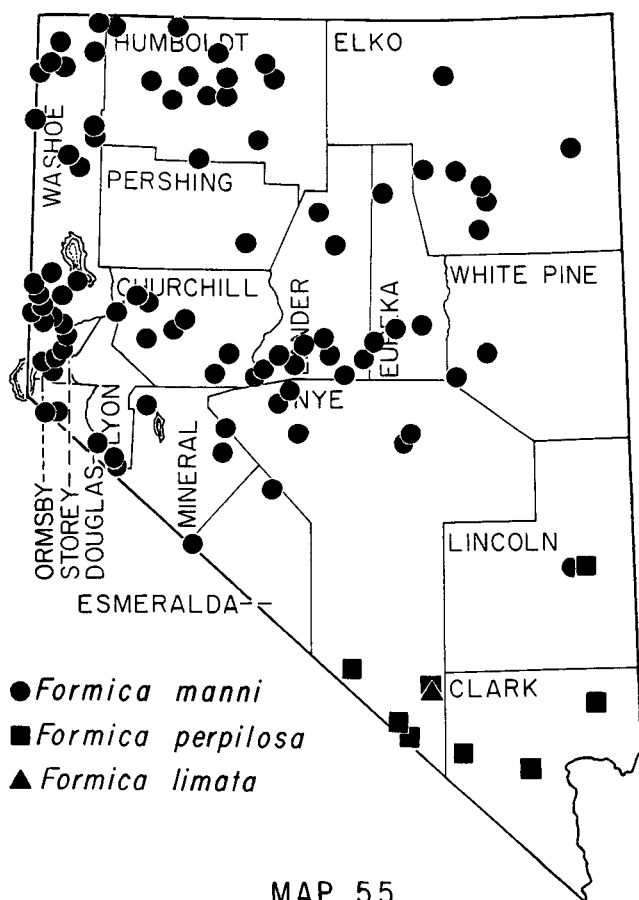 HUMBOLDT
ELKO
WASHOE
PERSHING
WHITE PINE
CHURCHILL
LANDER
EUREKA
NYE
LYON
MINERAL
ORMSBY
STOREY
DOUGLAS
LINCOLN
ESMERALDA
CLARK
Formica manni
Formica perpilosa
Formica limata
MAP 55